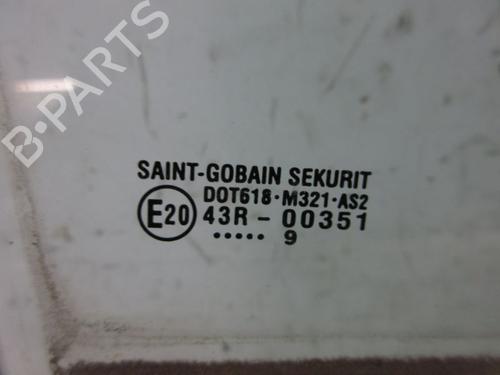 B-PARTS
SAINT-GOBAIN SEKURIT
DOT618·M321·AS2
E20 43R - 00351
..... 9